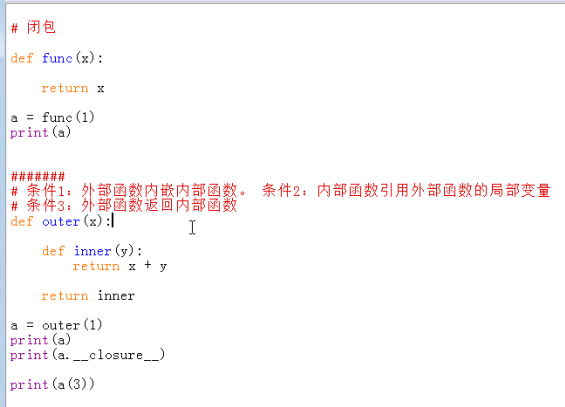 # 闭包
def func(x):
    return x
a = func(1)
print(a)
#######
# 条件1：外部函数内嵌内部函数。 条件2：内部函数引用外部函数的局部变量
# 条件3：外部函数返回内部函数
def outer(x):
    def inner(y):
        return x + y
    return inner
a = outer(1)
print(a)
print(a.__closure__)
print(a(3))